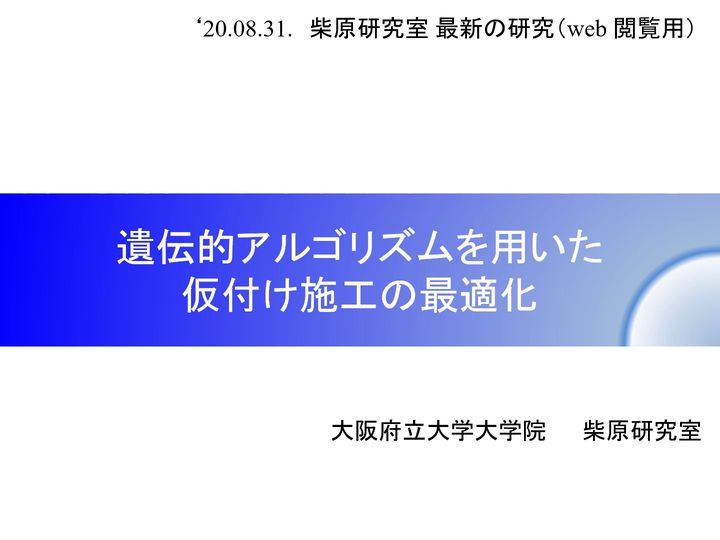 ‘20.08.31. 柴原研究室 最新の研究（web 閲覧用）
遺伝的アルゴリズムを用いた
仮付け施工の最適化
大阪府立大学大学院 柴原研究室